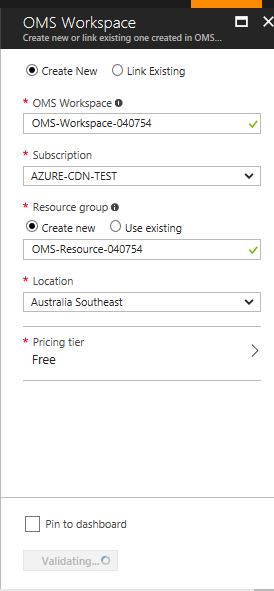 OMS Workspace
Create new or link existing one created in OMS...
Create New Link Existing
* OMS Workspace
OMS-Workspace-040754
* Subscription
AZURE-CDN-TEST
* Resource group
Create new Use existing
OMS-Resource-040754
* Location
Australia Southeast
* Pricing tier
Free
Pin to dashboard
Validating...